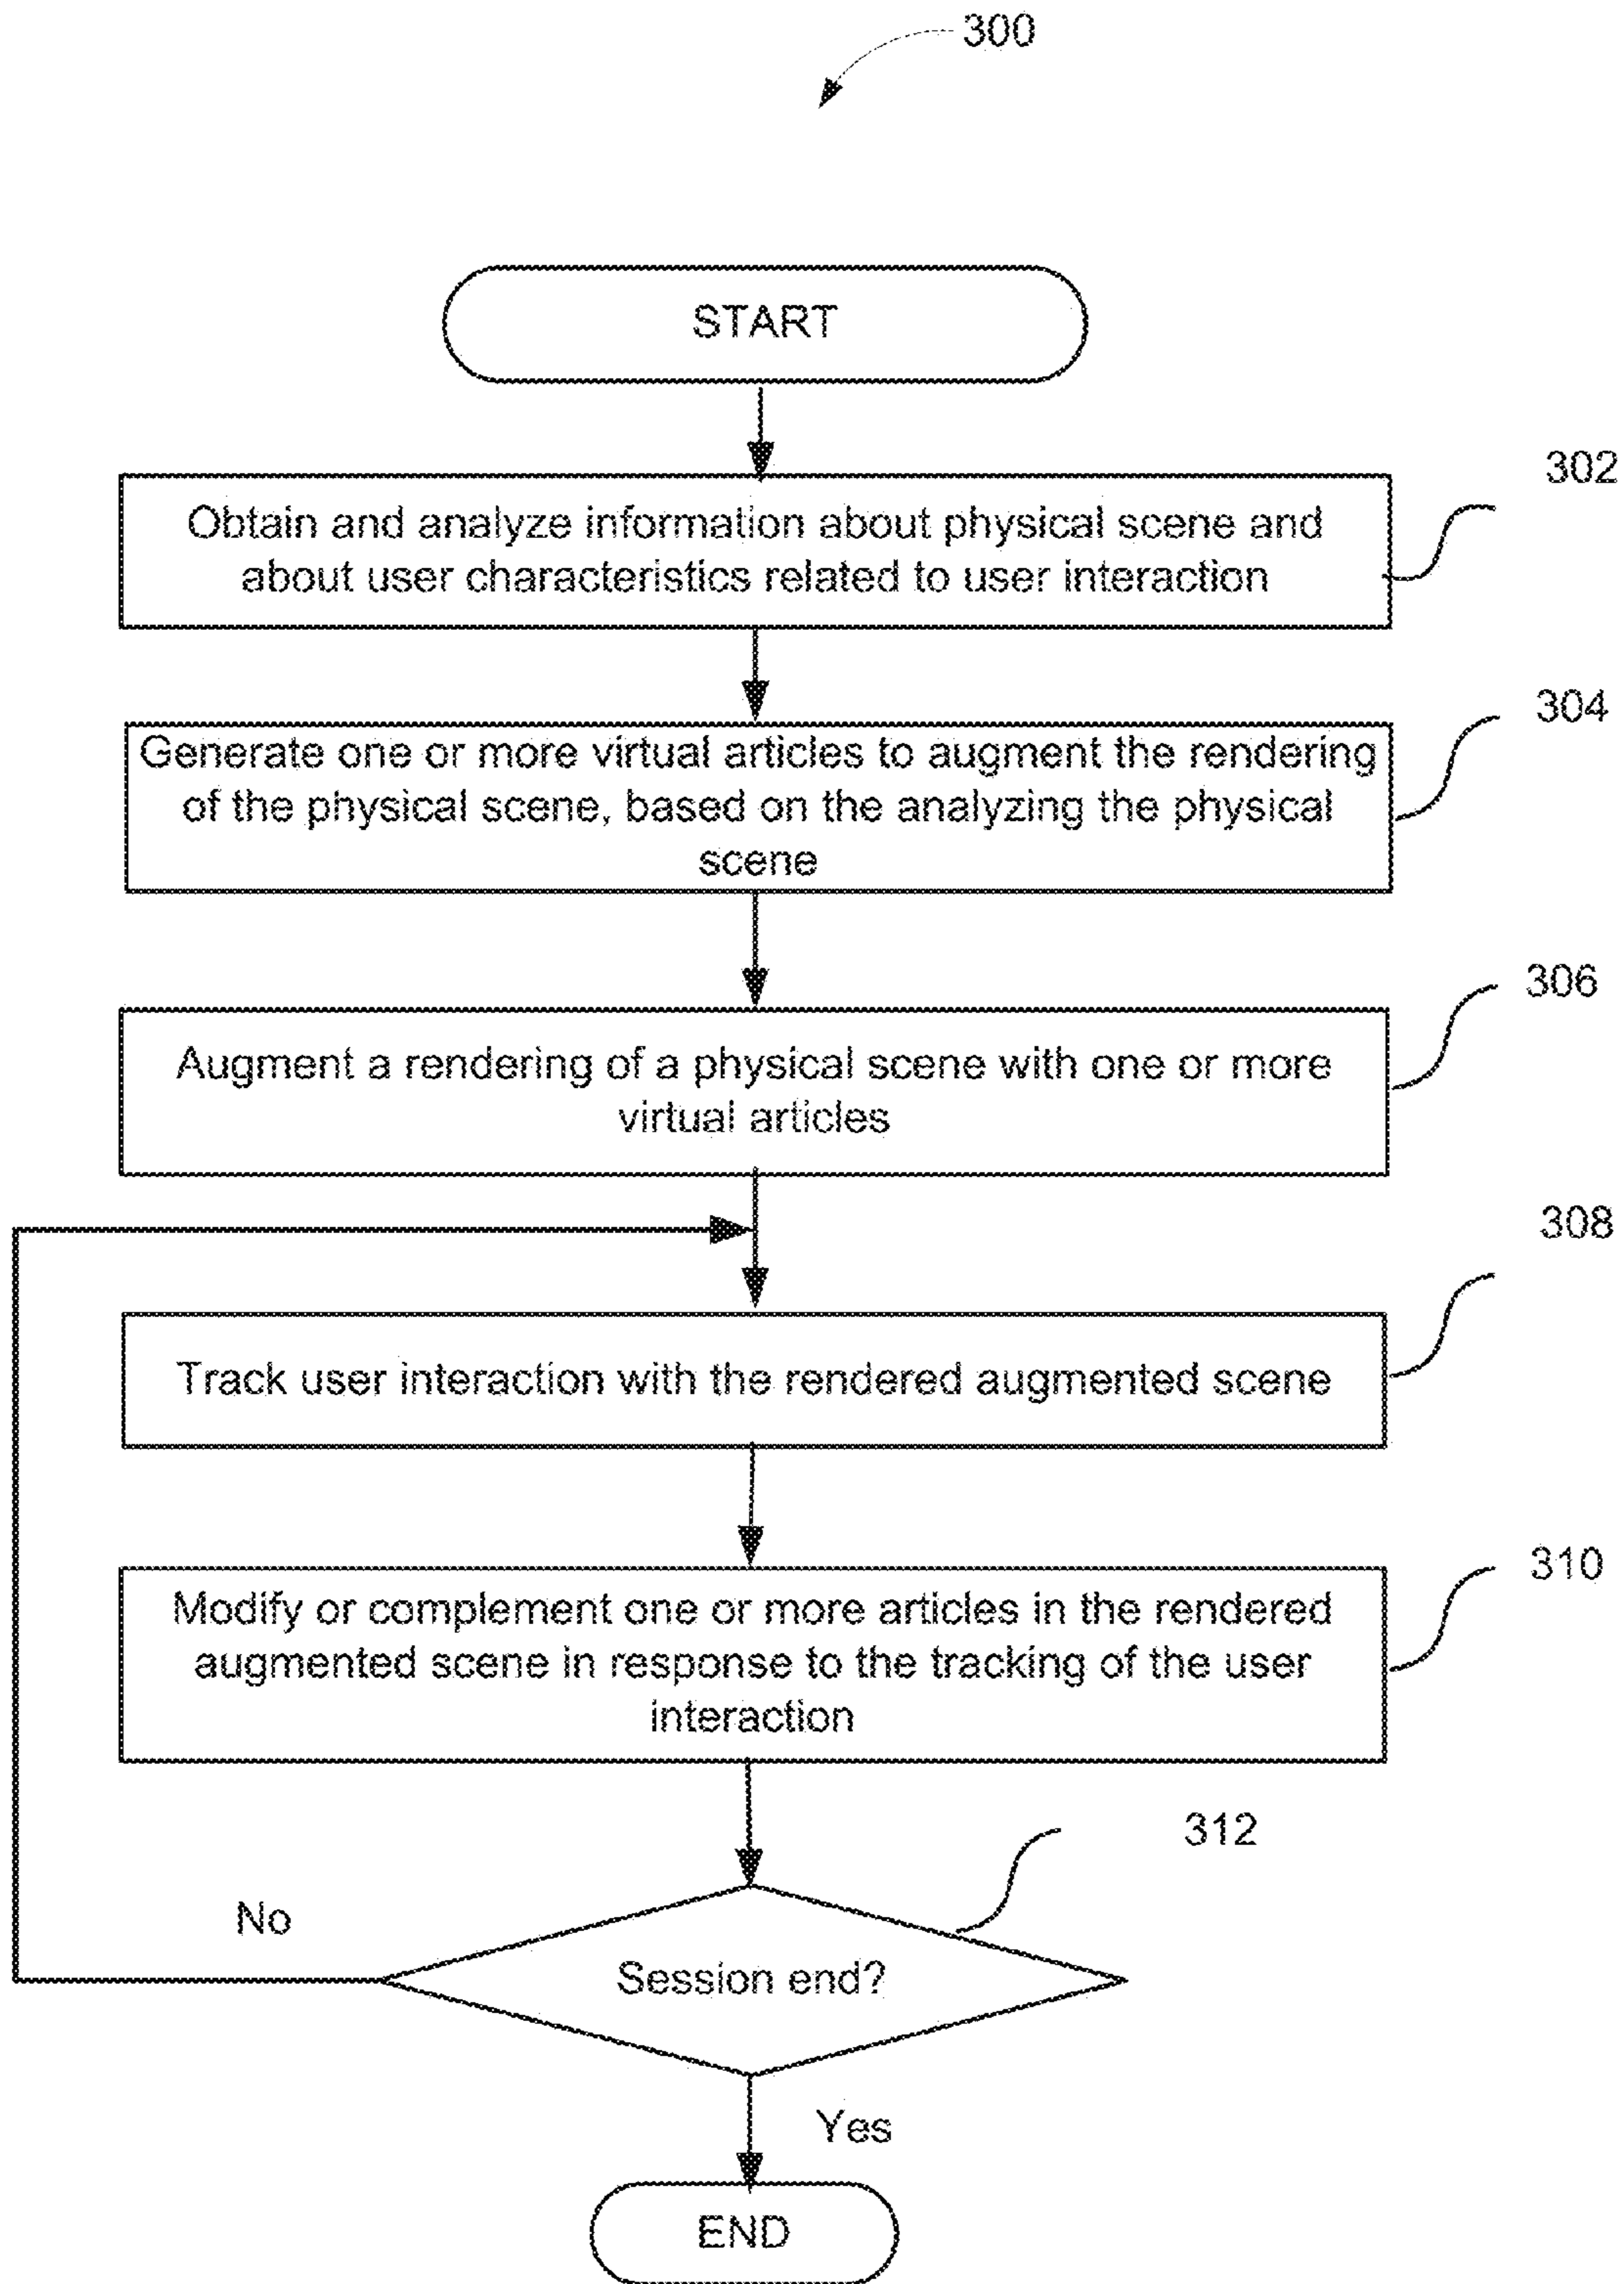 300
START
302
Obtain and analyze information about physical scene and
about user characteristics related to user interaction
304
Generate one or more virtual articles to augment the rendering
of the physical scene, based on the analyzing the physical
scene
306
Augment a rendering of a physical scene with one or more
virtual articles
308
Track user interaction with the rendered augmented scene
310
Modify or complement one or more articles in the rendered
augmented scene in response to the tracking of the user
interaction
312
No
Session end?
Yes
END